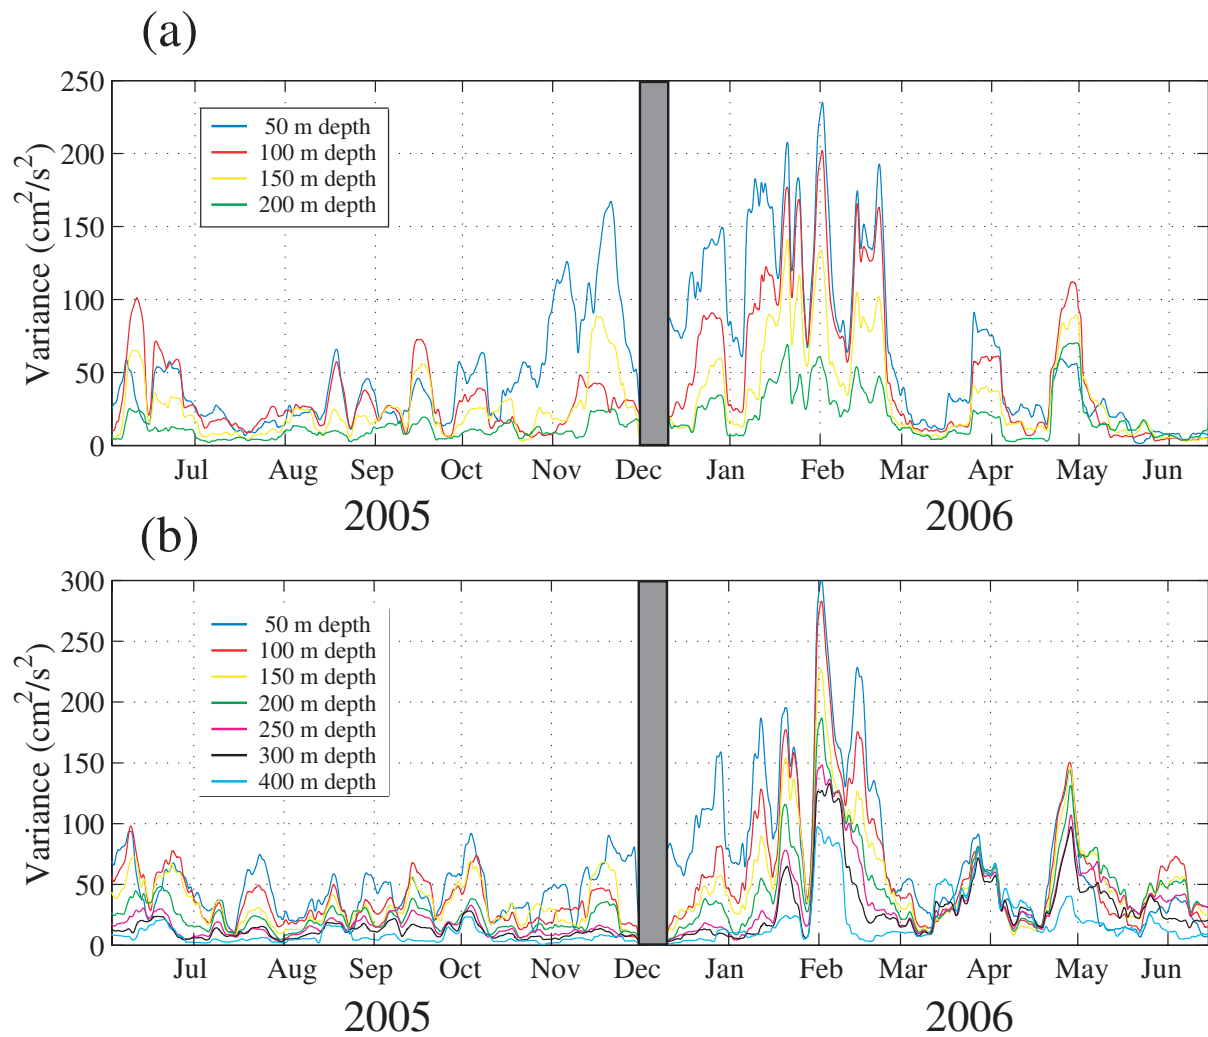 (a)
Variance (cm2/s2)
250
200
150
100
50
0
50 m depth
100 m depth
150 m depth
200 m depth
Jul Aug Sep Oct Nov Dec Jan Feb Mar Apr May Jun
2005 2006
(b)
Variance (cm2/s2)
300
250
200
150
100
50
0
50 m depth
100 m depth
150 m depth
200 m depth
250 m depth
300 m depth
400 m depth
Jul Aug Sep Oct Nov Dec Jan Feb Mar Apr May Jun
2005 2006